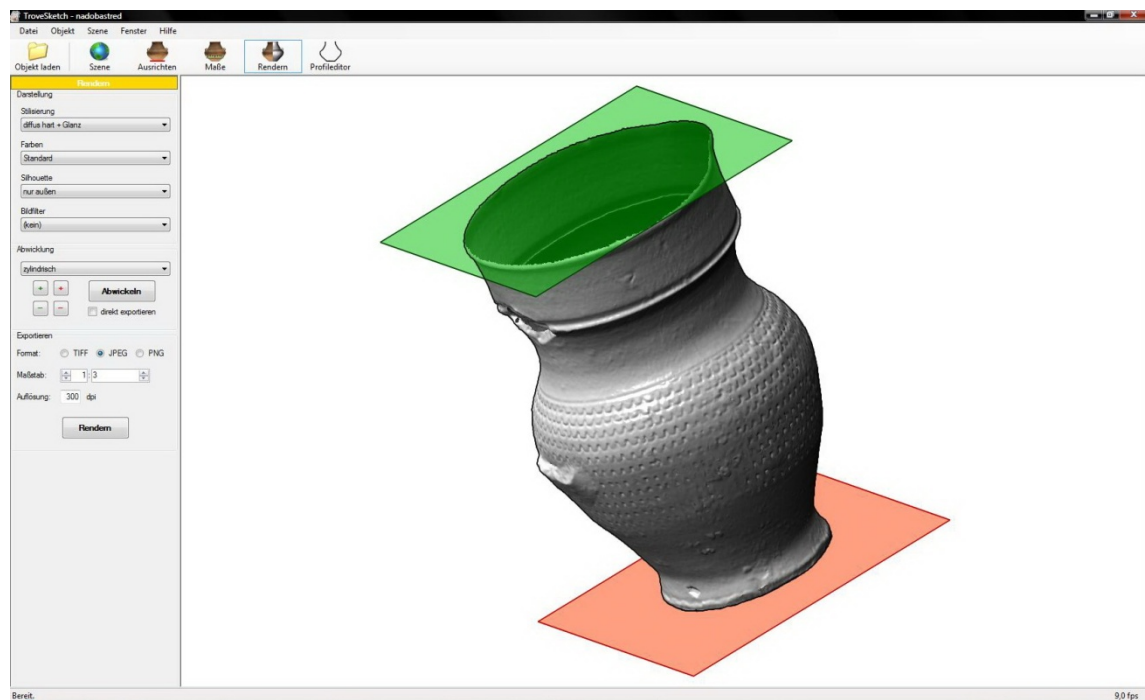 TroveSketch - nadobastred
Datei Objekt Szene Fenster Hilfe
Objekt laden Szene Ausrichten Maße Rendern Profileditor
Rendern
Darstellung
Stilisierung
diffus hart + Glanz
Farben
Standard
Silhouette
nur außen
Bildfilter
(kein)
Abwicklung
zylindrisch
+ + Abwickeln
- - direkt exportieren
Exportieren
Format: TIFF JPEG PNG
Maßstab: 1:3
Auflösung: 300 dpi
Rendern
Bereit. 9,0 fps